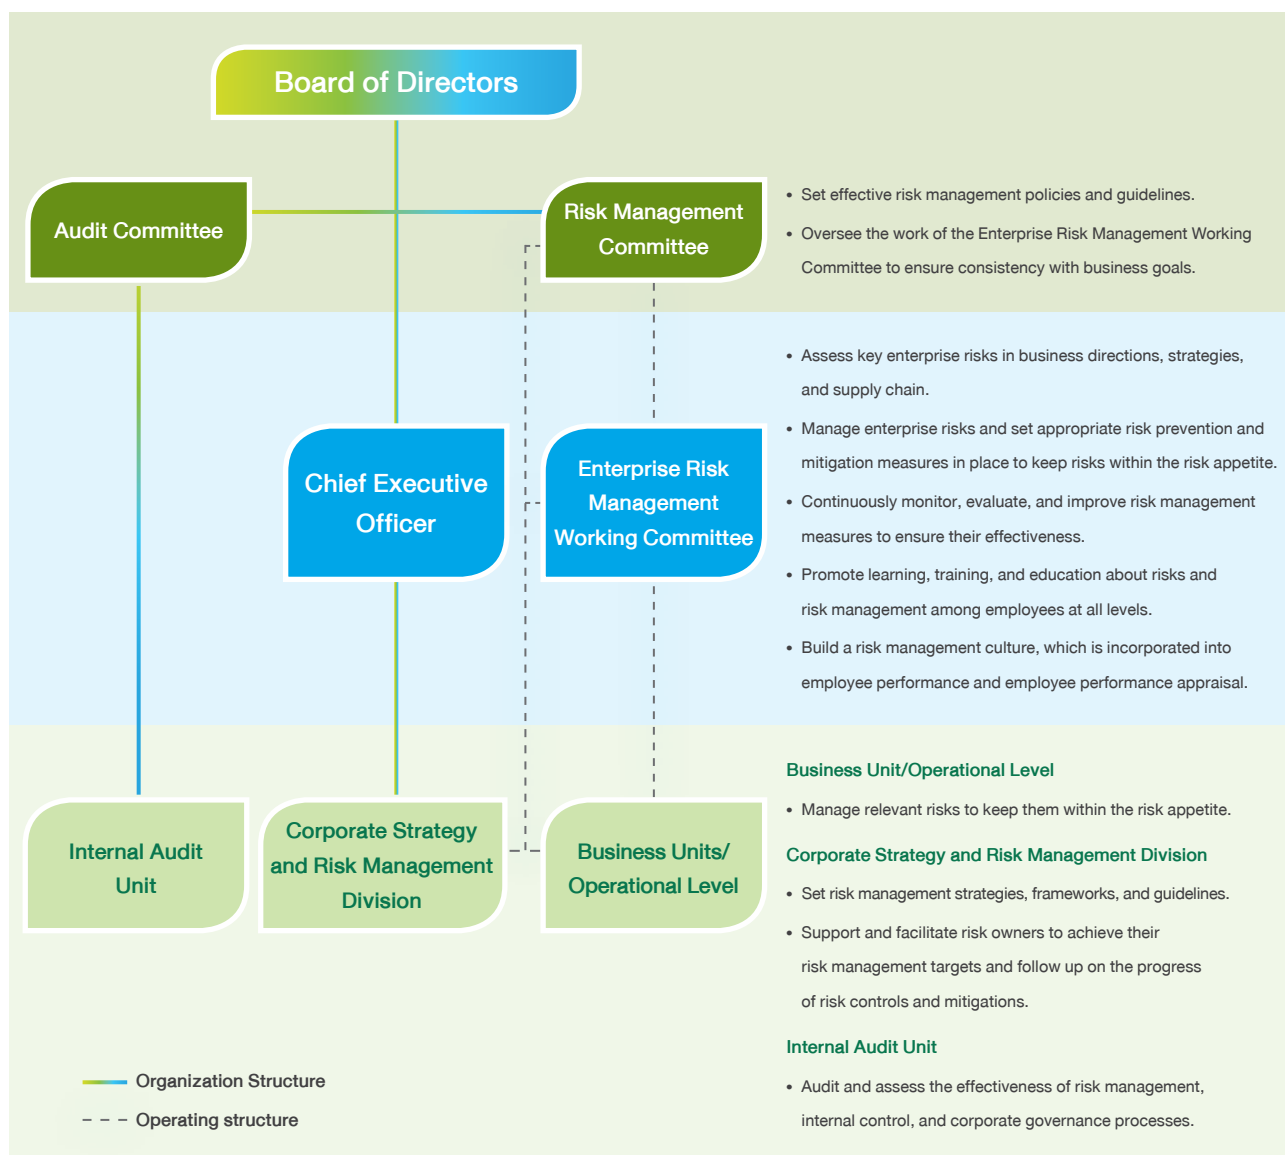 Board of Directors
Audit Committee
Risk Management
Committee
• Set effective risk management policies and guidelines.
• Oversee the work of the Enterprise Risk Management Working
Committee to ensure consistency with business goals.
Chief Executive
Officer
Enterprise Risk
Management
Working Committee
• Assess key enterprise risks in business directions, strategies,
and supply chain.
• Manage enterprise risks and set appropriate risk prevention and
mitigation measures in place to keep risks within the risk appetite.
• Continuously monitor, evaluate, and improve risk management
measures to ensure their effectiveness.
• Promote learning, training, and education about risks and
risk management among employees at all levels.
• Build a risk management culture, which is incorporated into
employee performance and employee performance appraisal.
Internal Audit
Unit
Corporate Strategy
and Risk Management
Division
Business Units/
Operational Level
Business Unit/Operational Level
• Manage relevant risks to keep them within the risk appetite.
Corporate Strategy and Risk Management Division
• Set risk management strategies, frameworks, and guidelines.
• Support and facilitate risk owners to achieve their
risk management targets and follow up on the progress
of risk controls and mitigations.
Internal Audit Unit
• Audit and assess the effectiveness of risk management,
internal control, and corporate governance processes.
Organization Structure
Operating structure